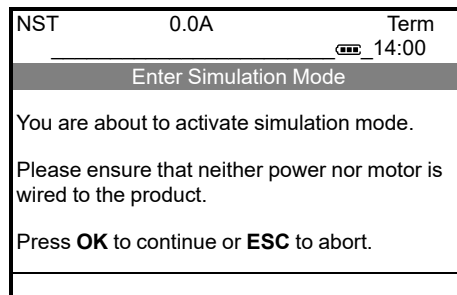 NST 0.0A Term
14:00
Enter Simulation Mode
You are about to activate simulation mode.
Please ensure that neither power nor motor is
wired to the product.
Press OK to continue or ESC to abort.